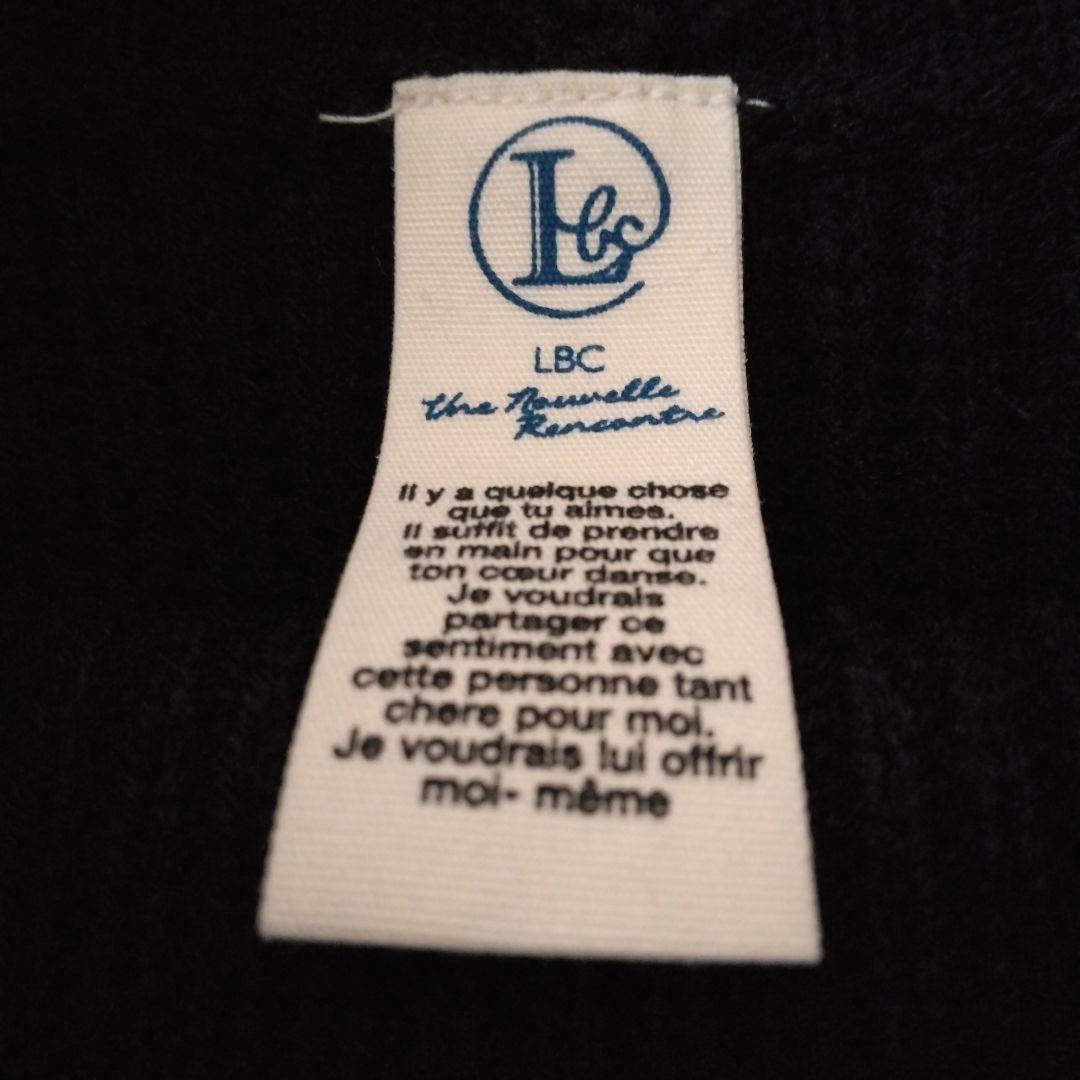 Lbc
LBC
Une Nouvelle
Rencontre
Il y a quelque chose
que tu aimes.
Il suffit de prendre
en main pour que
ton cœur danse.
Je voudrais
partager ce
sentiment avec
cette personne tant
chere pour moi.
Je voudrais lui offrir
moi- même